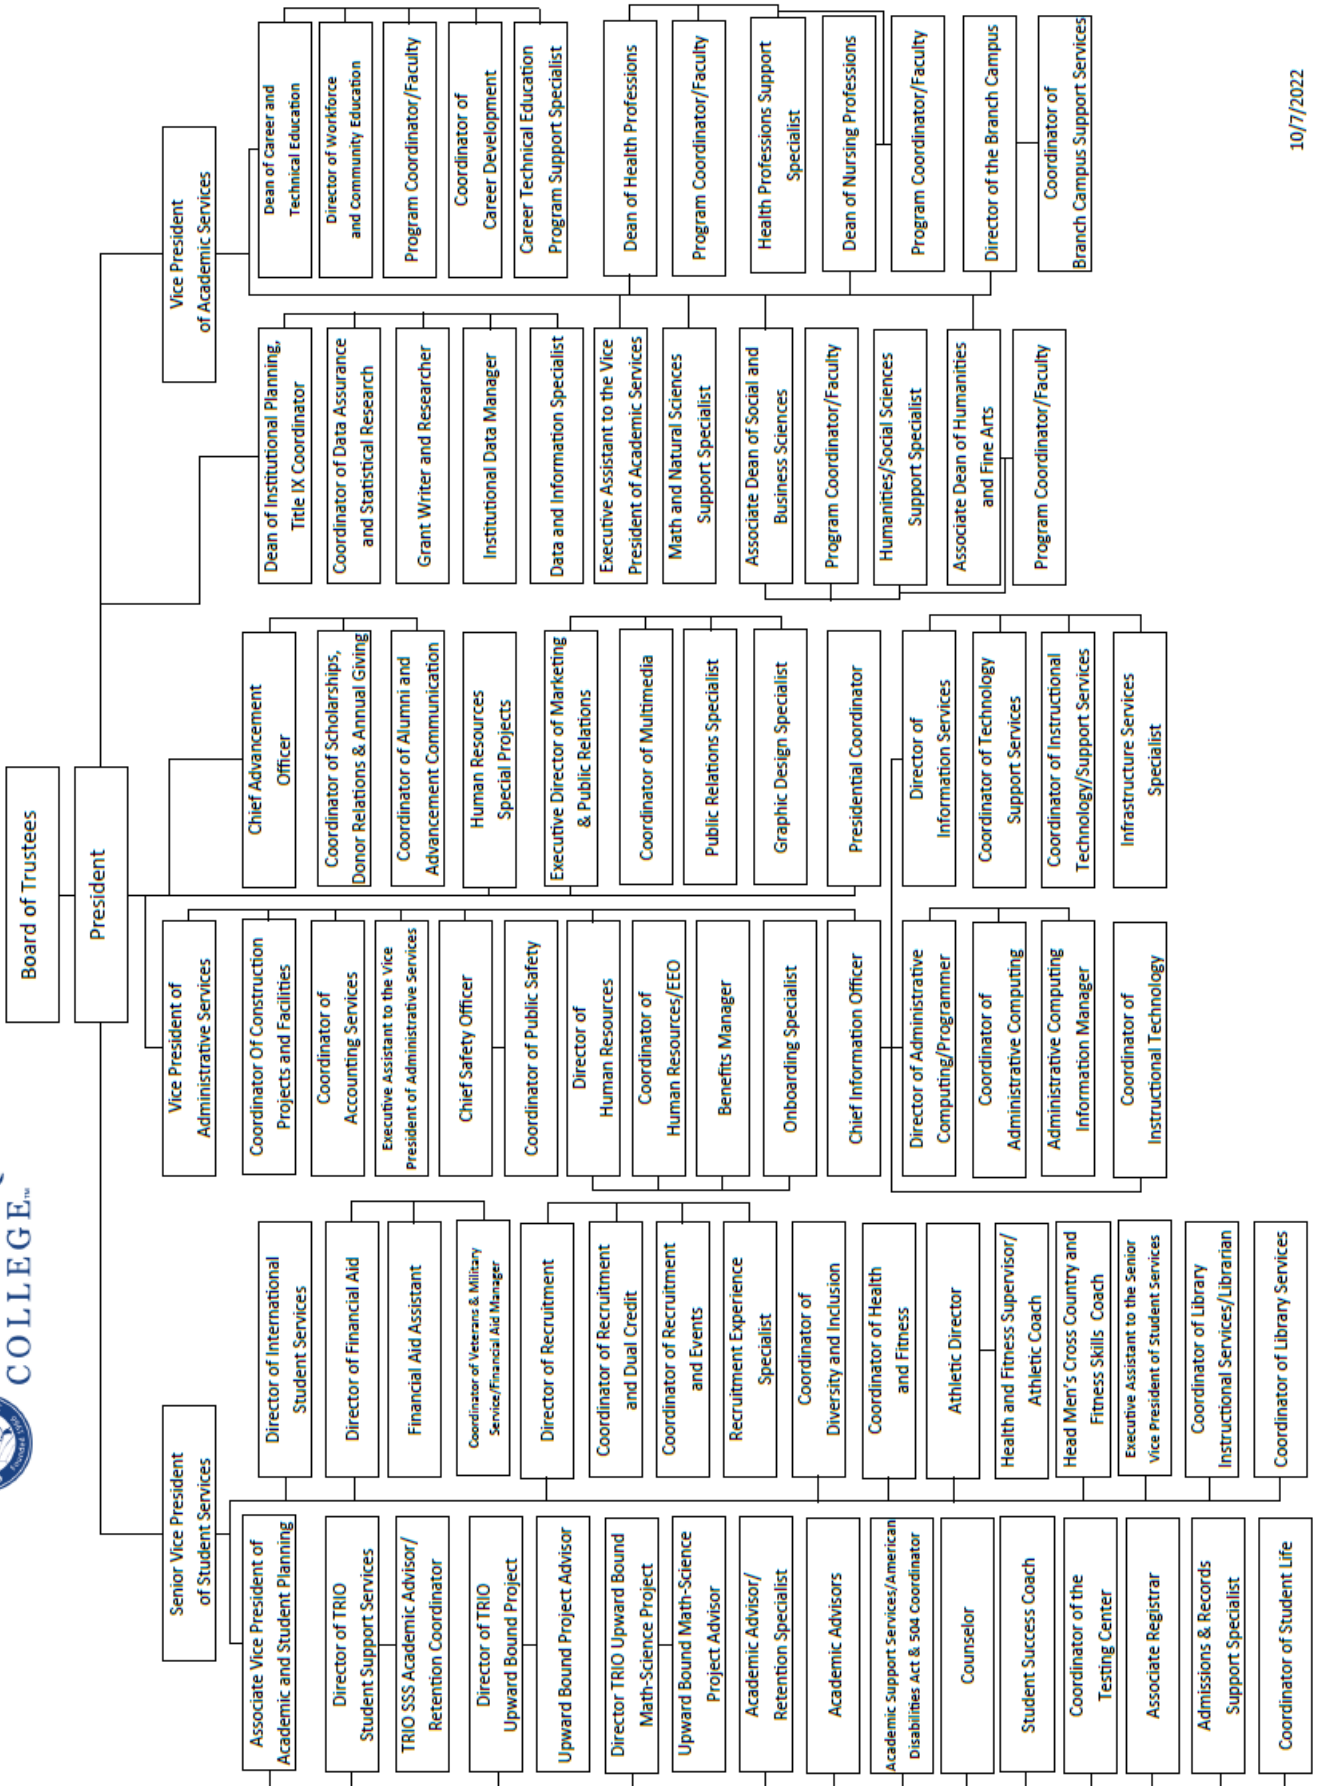 COLLEGE™
Founded 1966
Board of Trustees
President
Senior Vice President
of Student Services
Associate Vice President of
Academic and Student Planning
Director of TRIO
Student Support Services
TRIO SSS Academic Advisor/
Retention Coordinator
Director of TRIO
Upward Bound Project
Upward Bound Project Advisor
Director TRIO Upward Bound
Math-Science Project
Upward Bound Math-Science
Project Advisor
Academic Advisor/
Retention Specialist
Academic Advisors
Academic Support Services/American
Disabilities Act & 504 Coordinator
Counselor
Student Success Coach
Coordinator of the
Testing Center
Associate Registrar
Admissions & Records
Support Specialist
Coordinator of Student Life
Director of International
Student Services
Director of Financial Aid
Financial Aid Assistant
Coordinator of Veterans & Military
Service/Financial Aid Manager
Director of Recruitment
Coordinator of Recruitment
and Dual Credit
Coordinator of Recruitment
and Events
Recruitment Experience
Specialist
Coordinator of
Diversity and Inclusion
Coordinator of Health
and Fitness
Athletic Director
Health and Fitness Supervisor/
Athletic Coach
Head Men's Cross Country and
Fitness Skills Coach
Executive Assistant to the Senior
Vice President of Student Services
Coordinator of Library
Instructional Services/Librarian
Coordinator of Library Services
Vice President of
Administrative Services
Coordinator Of Construction
Projects and Facilities
Coordinator of
Accounting Services
Executive Assistant to the Vice
President of Administrative Services
Chief Safety Officer
Coordinator of Public Safety
Director of
Human Resources
Coordinator of
Human Resources/EEO
Benefits Manager
Onboarding Specialist
Chief Information Officer
Director of Administrative
Computing/Programmer
Coordinator of
Administrative Computing
Administrative Computing
Information Manager
Coordinator of
Instructional Technology
Chief Advancement
Officer
Coordinator of Scholarships,
Donor Relations & Annual Giving
Coordinator of Alumni and
Advancement Communication
Human Resources
Special Projects
Executive Director of Marketing
& Public Relations
Coordinator of Multimedia
Public Relations Specialist
Graphic Design Specialist
Presidential Coordinator
Director of
Information Services
Coordinator of Technology
Support Services
Coordinator of Instructional
Technology/Support Services
Infrastructure Services
Specialist
Dean of Institutional Planning,
Title IX Coordinator
Coordinator of Data Assurance
and Statistical Research
Grant Writer and Researcher
Institutional Data Manager
Data and Information Specialist
Executive Assistant to the Vice
President of Academic Services
Math and Natural Sciences
Support Specialist
Associate Dean of Social and
Business Sciences
Program Coordinator/Faculty
Humanities/Social Sciences
Support Specialist
Associate Dean of Humanities
and Fine Arts
Program Coordinator/Faculty
Vice President
of Academic Services
Dean of Career and
Technical Education
Director of Workforce
and Community Education
Program Coordinator/Faculty
Coordinator of
Career Development
Career Technical Education
Program Support Specialist
Dean of Health Professions
Program Coordinator/Faculty
Health Professions Support
Specialist
Dean of Nursing Professions
Program Coordinator/Faculty
Director of the Branch Campus
Coordinator of
Branch Campus Support Services
10/7/2022